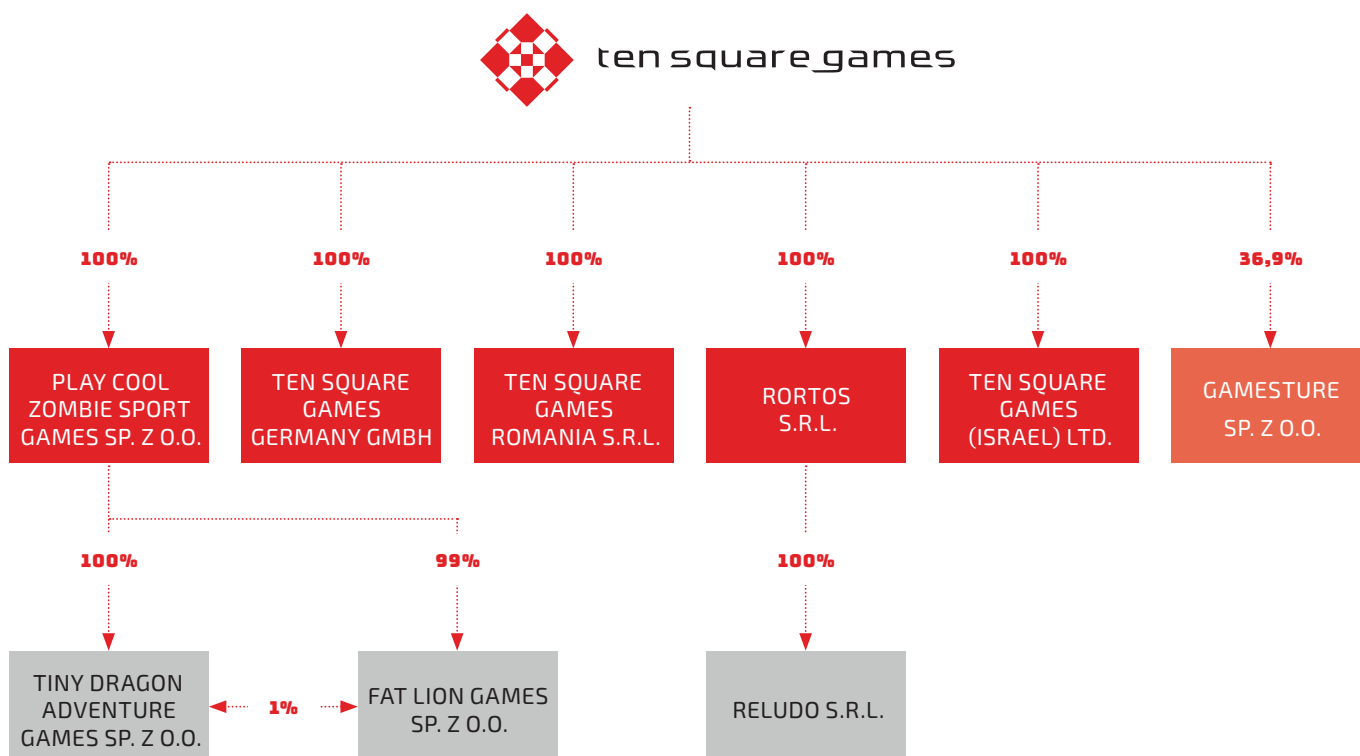 ten square games
100%
100%
100%
100%
100%
36,9%
PLAY COOL
ZOMBIE SPORT
GAMES SP. Z O.O.
TEN SQUARE
GAMES
GERMANY GMBH
TEN SQUARE
GAMES
ROMANIA S.R.L.
RORTOS
S.R.L.
TEN SQUARE
GAMES
(ISRAEL) LTD.
GAMESTURE
SP. Z O.O.
100%
99%
100%
TINY DRAGON
ADVENTURE
GAMES SP. Z O.O.
1%
FAT LION GAMES
SP. Z O.O.
RELUDO S.R.L.